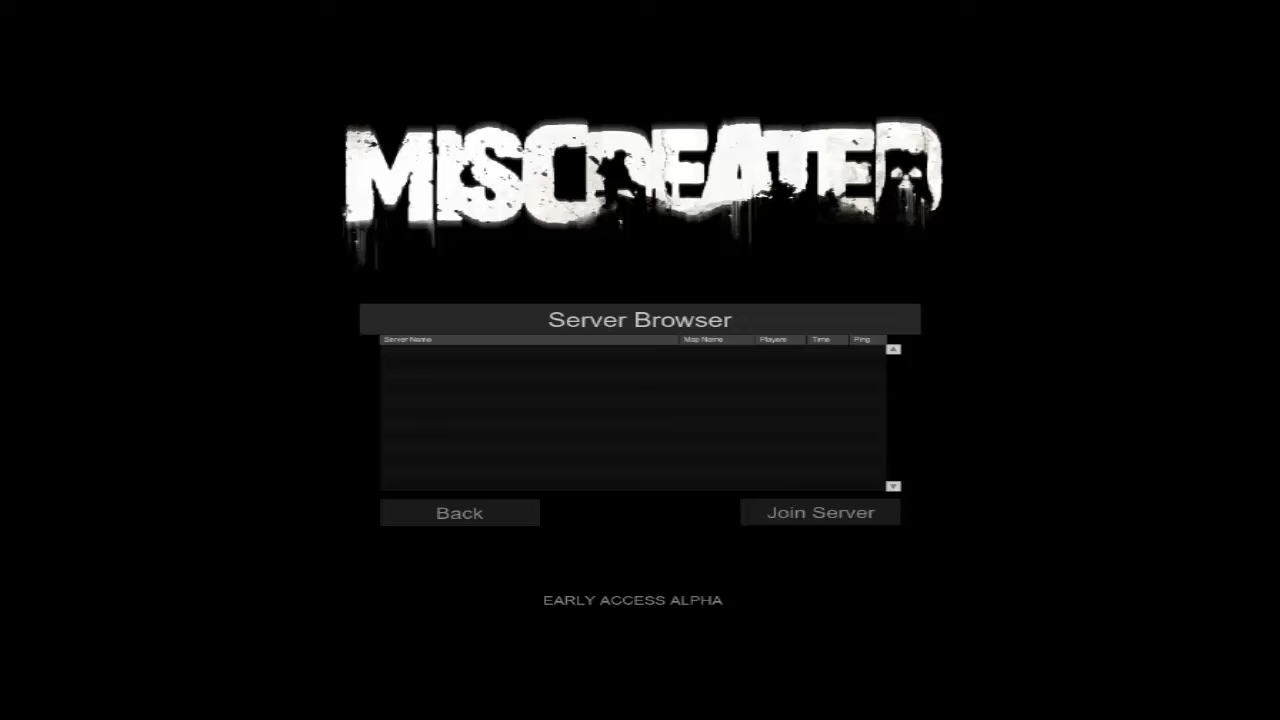 MISCREATED
Server Browser
Server Name Map Name Players Time Ping
Back Join Server
EARLY ACCESS ALPHA